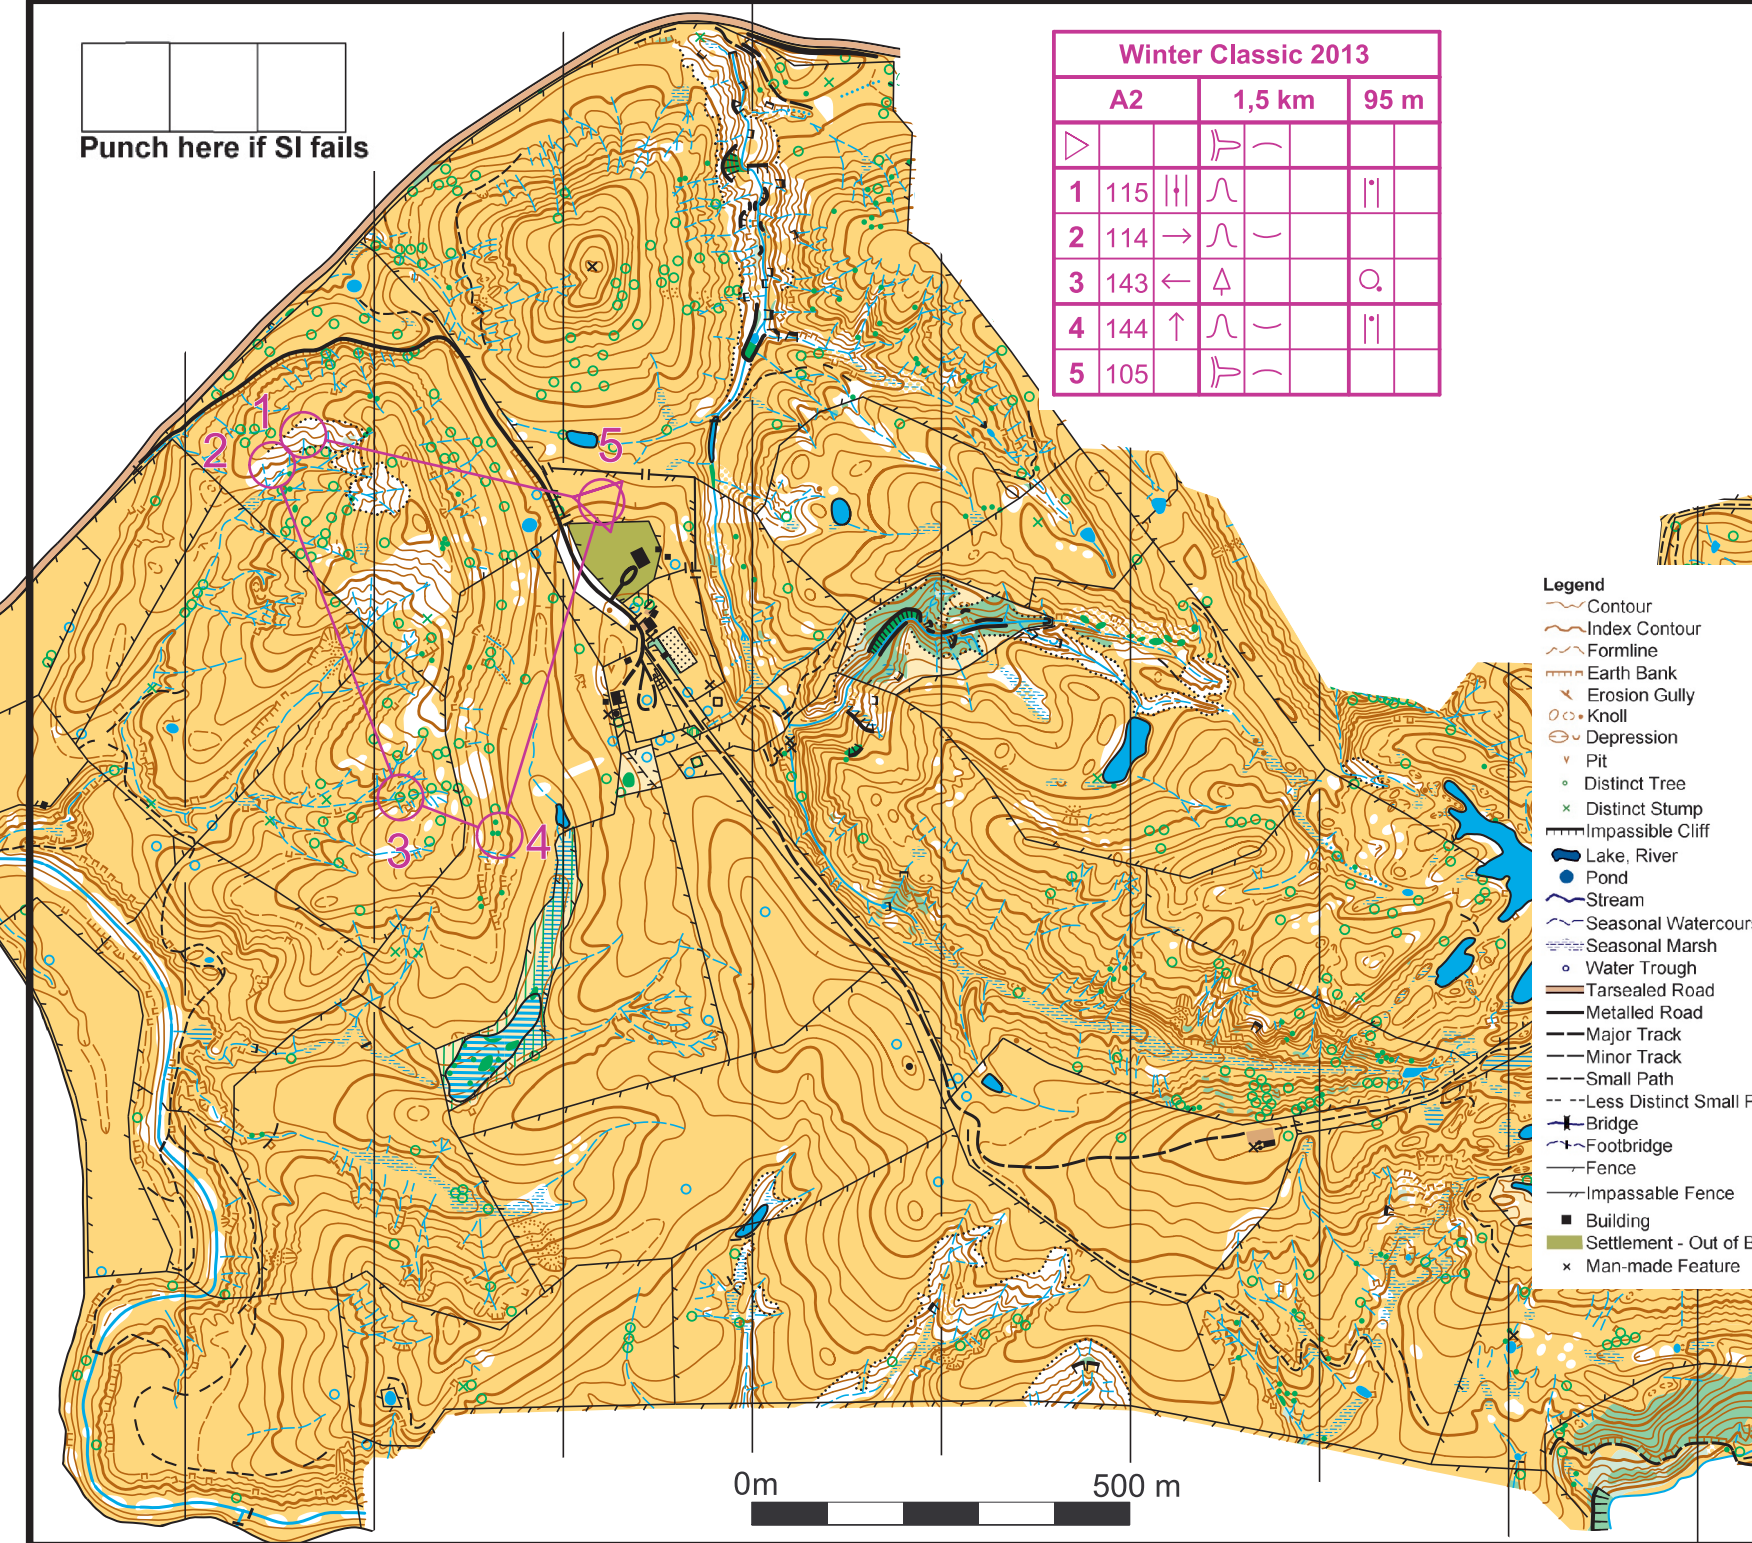 Punch here if SI fails
Winter Classic 2013
A2 1,5 km 95 m
1 115
2 114
3 143
4 144
5 105
1
2
5
3
4
Legend
Contour
Index Contour
Formline
Earth Bank
Erosion Gully
Knoll
Depression
Pit
Distinct Tree
Distinct Stump
Impassible Cliff
Lake, River
Pond
Stream
Seasonal Watercours
Seasonal Marsh
Water Trough
Tarsealed Road
Metalled Road
Major Track
Minor Track
Small Path
Less Distinct Small P
Bridge
Footbridge
Fence
Impassable Fence
Building
Settlement - Out of B
Man-made Feature
0m 500 m